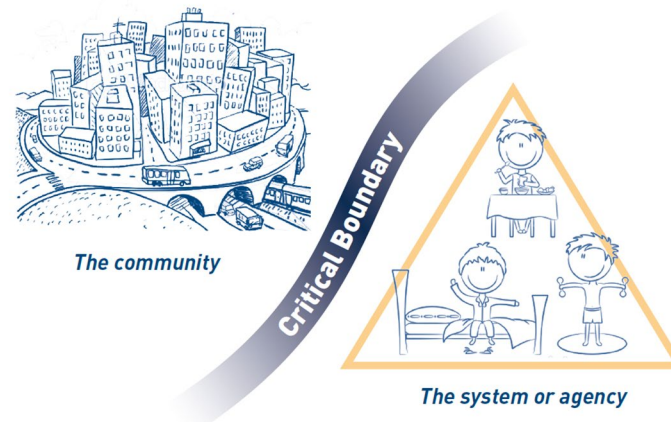 The community
Critical Boundary
The system or agency